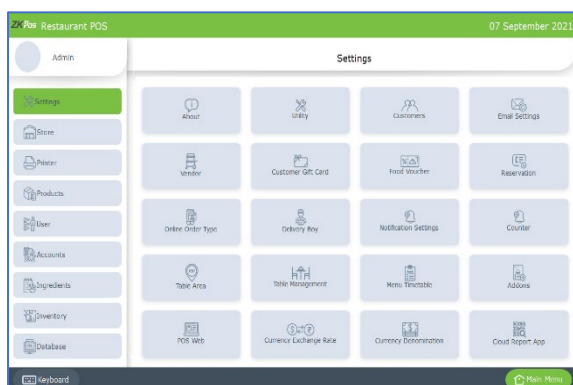 ZKPos Restaurant POS 07 September 2021
Admin
Settings
Settings
About Utility Customers Email Settings
Store
Printer
Vendor Customer Gift Card Food Voucher Reservation
Products
User
Online Order Type Delivery Boy Notification Settings Counter
Accounts
Ingredients
Table Area Table Management Menu Timetable Addons
Inventory
Database
POS Web Currency Exchange Rate Currency Denomination Cloud Report App
Keyboard Main Menu